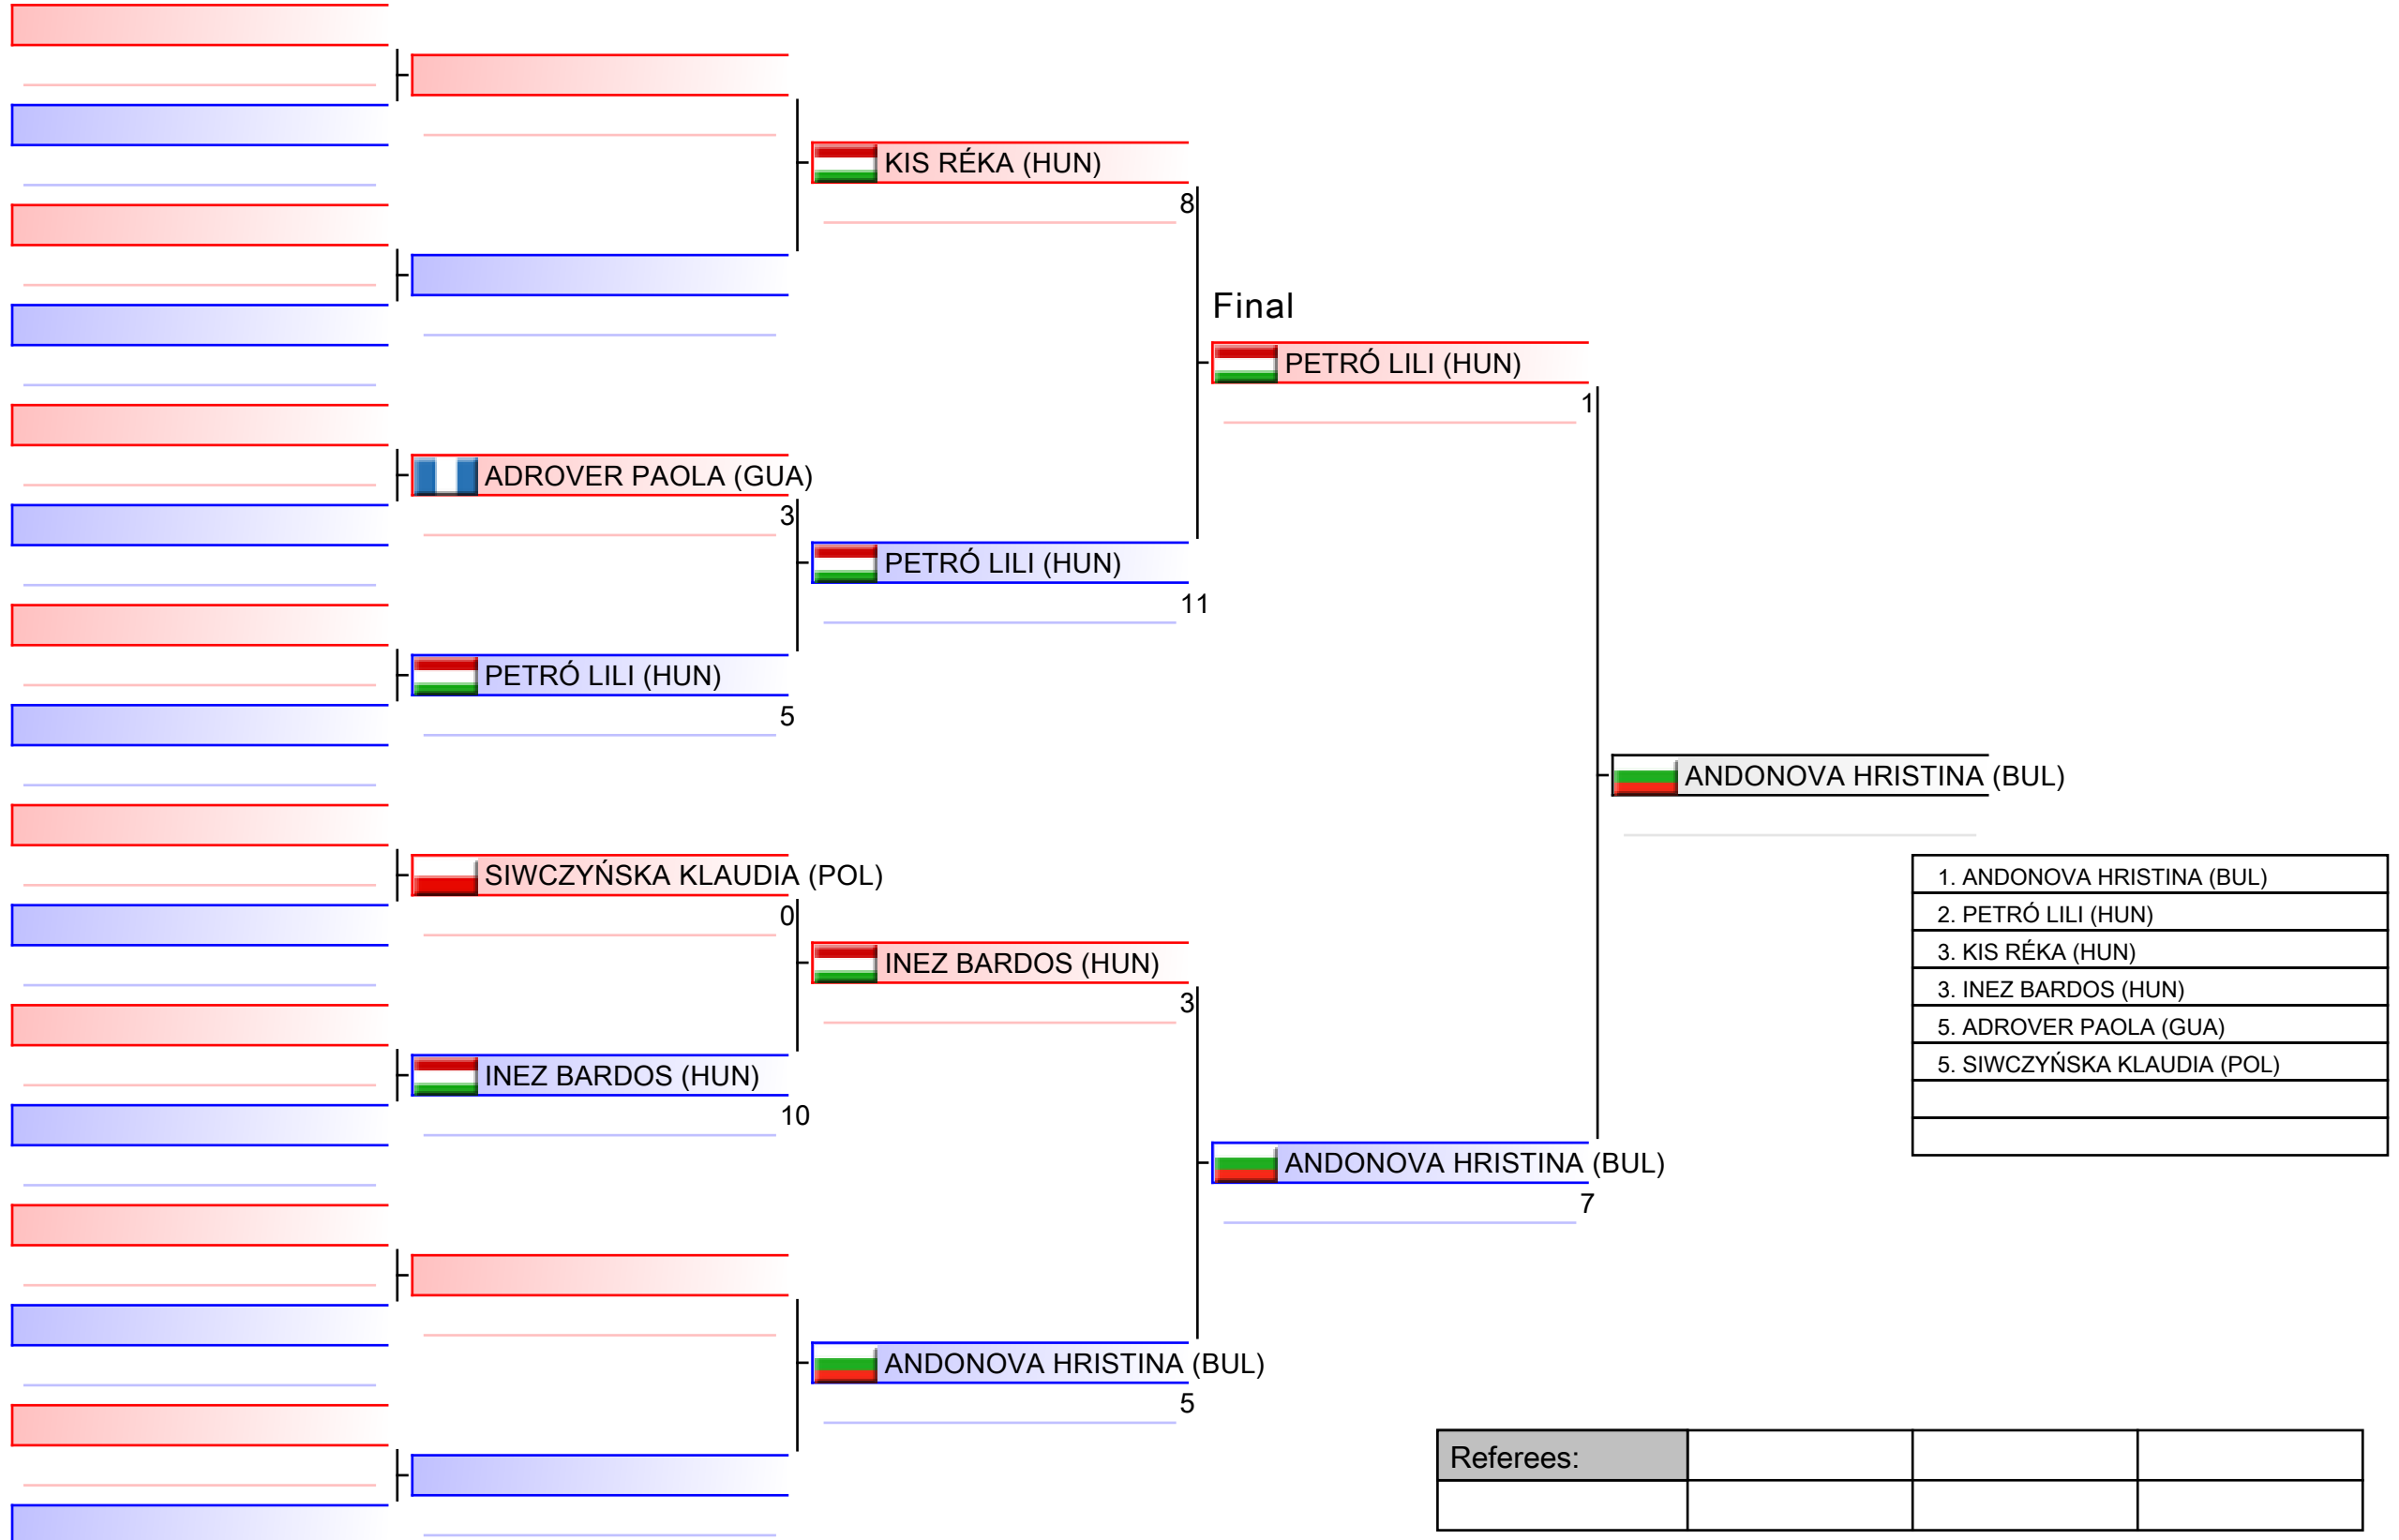 KIS RÉKA (HUN)
8
Final
PETRÓ LILI (HUN)
1
ADROVER PAOLA (GUA)
3
PETRÓ LILI (HUN)
11
PETRÓ LILI (HUN)
5
ANDONOVA HRISTINA (BUL)
SIWCZYŃSKA KLAUDIA (POL)
0
INEZ BARDOS (HUN)
3
INEZ BARDOS (HUN)
10
ANDONOVA HRISTINA (BUL)
7
ANDONOVA HRISTINA (BUL)
5
1. ANDONOVA HRISTINA (BUL)
2. PETRÓ LILI (HUN)
3. KIS RÉKA (HUN)
3. INEZ BARDOS (HUN)
5. ADROVER PAOLA (GUA)
5. SIWCZYŃSKA KLAUDIA (POL)
Referees: